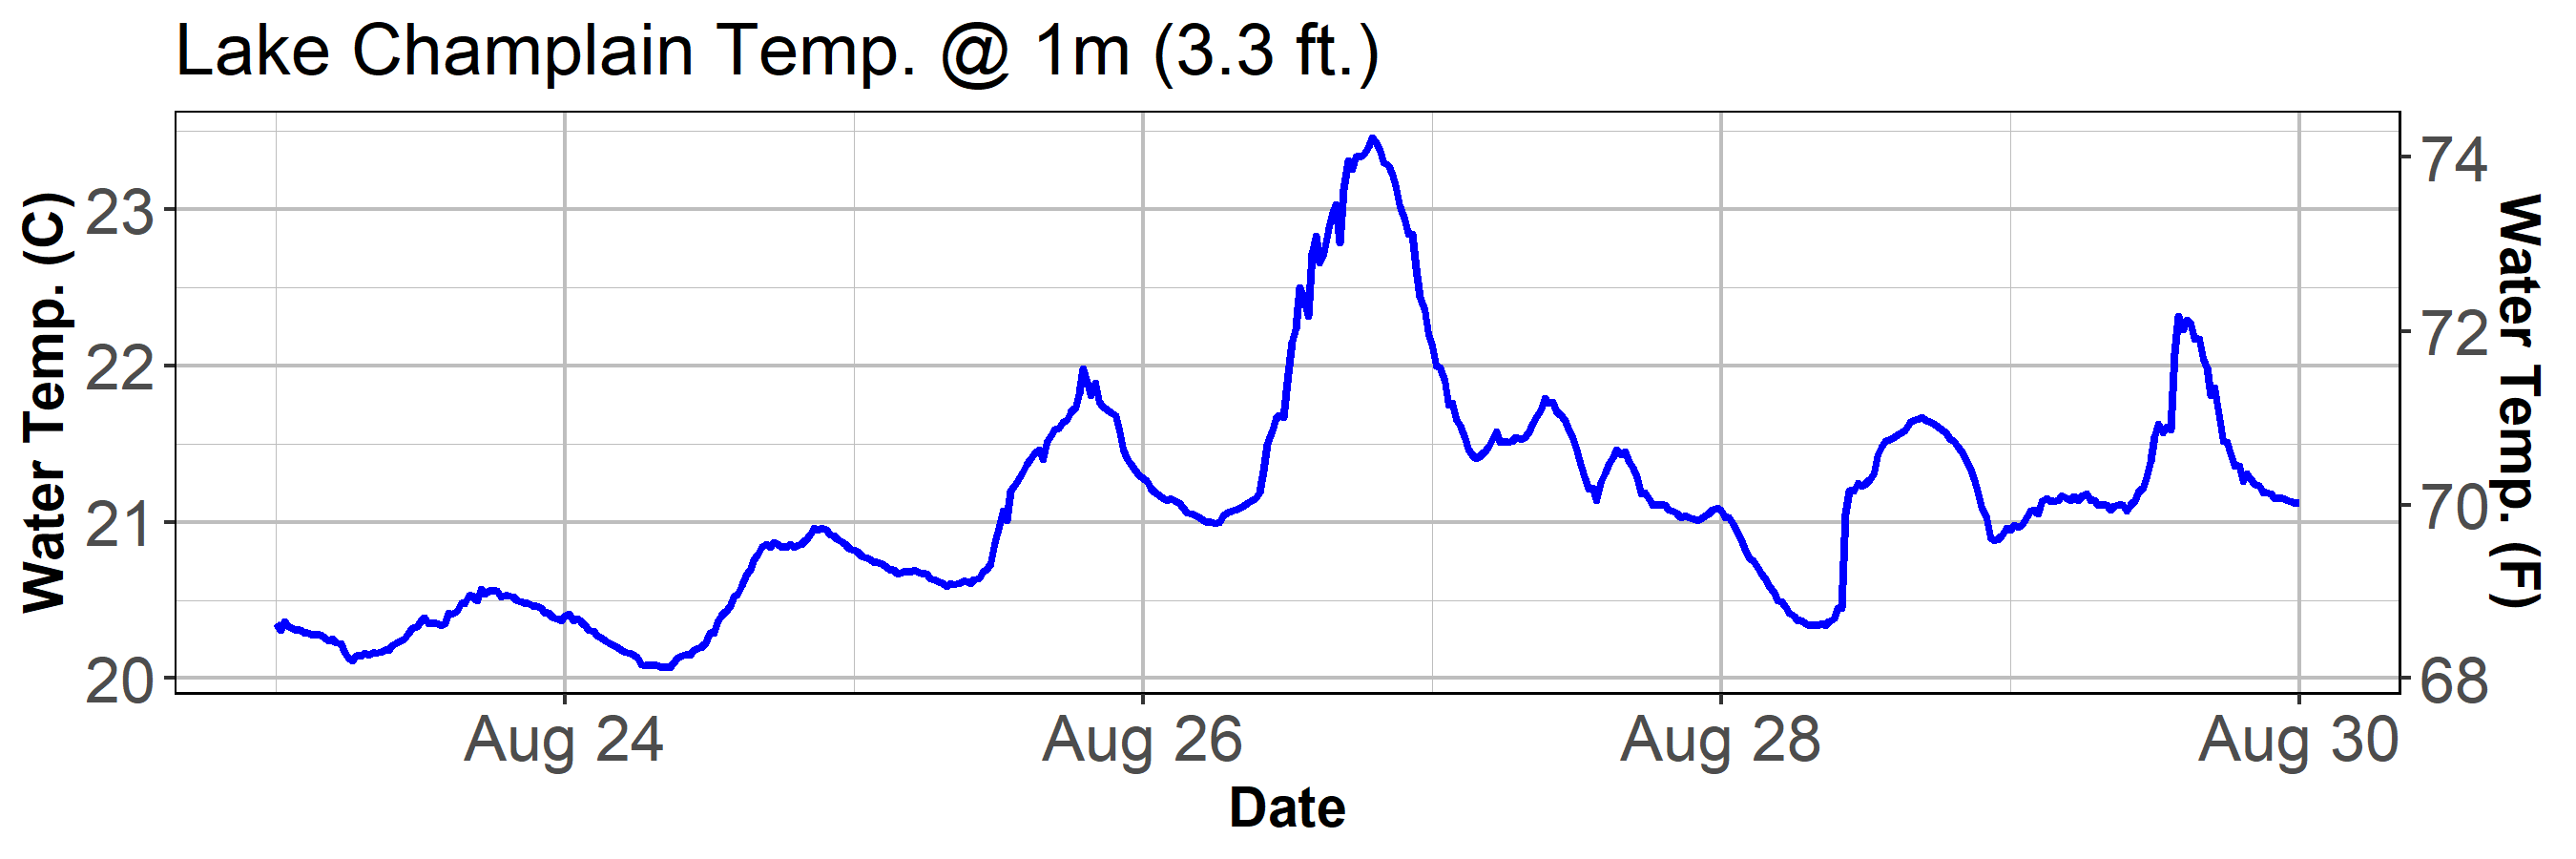 Lake Champlain Temp. @ 1m (3.3 ft.)
Water Temp. (C)
23
22
21
20
74
72
70
68
Water Temp. (F)
Aug 24
Aug 26
Aug 28
Aug 30
Date